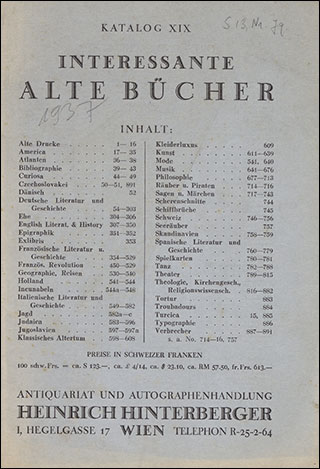 KATALOG XIX
S 13, Nr 79
INTERESSANTE
ALTE BÜCHER
1937
INHALT:
Alte Drucke 1—16
America 17—35
Atlanten 36—38
Bibliographie 39—43
Curiosa 44—49
Czechoslovakei 50—51, 891
Dänisch 52
Deutsche Literatur und
Geschichte 54—303
Ehe 304—306
English Literat. & History 307—350
Epigraphik 351—352
Exlibris 353
Französische Literatur u.
Geschichte 354—529
Französ. Revolution 450—529
Geographie, Reisen 530—540
Holland 541—544
Incunabeln 544a—548
Italienische Literatur und
Geschichte 549—582
Jagd 582a—c
Judaica 583—596
Jugoslavien 597—597a
Klassisches Altertum 598—608
Kleiderluxus 609
Kunst 611—639
Mode 541, 640
Musik 641—676
Philosophie 677—713
Räuber u. Piraten 714—716
Sagen u. Märchen 717—743
Scherenschnitte 744
Schiffbrüche 745
Schweiz 746—756
Seeräuber 757
Skandinavien 758—759
Spanische Literatur und
Geschichte 760—779
Spielkarten 780—781
Tanz 782—788
Theater 789—815
Theologie, Kirchengesch.,
Religionswissensch. 816—882
Tortur 883
Troubadours 884
Turcica 15, 885
Typographie 886
Verbrecher 887—891
s. a. No. 714—16, 757
PREISE IN SCHWEIZER FRANKEN
100 schw. Frs. = ca. S 123.—, ca. £ 4/14, ca. $ 23.10, ca. RM 57.50, fr. Frs. 613.—
ANTIQUARIAT UND AUTOGRAPHENHANDLUNG
HEINRICH HINTERBERGER
I, HEGELGASSE 17 WIEN TELEPHON R-25-2-64